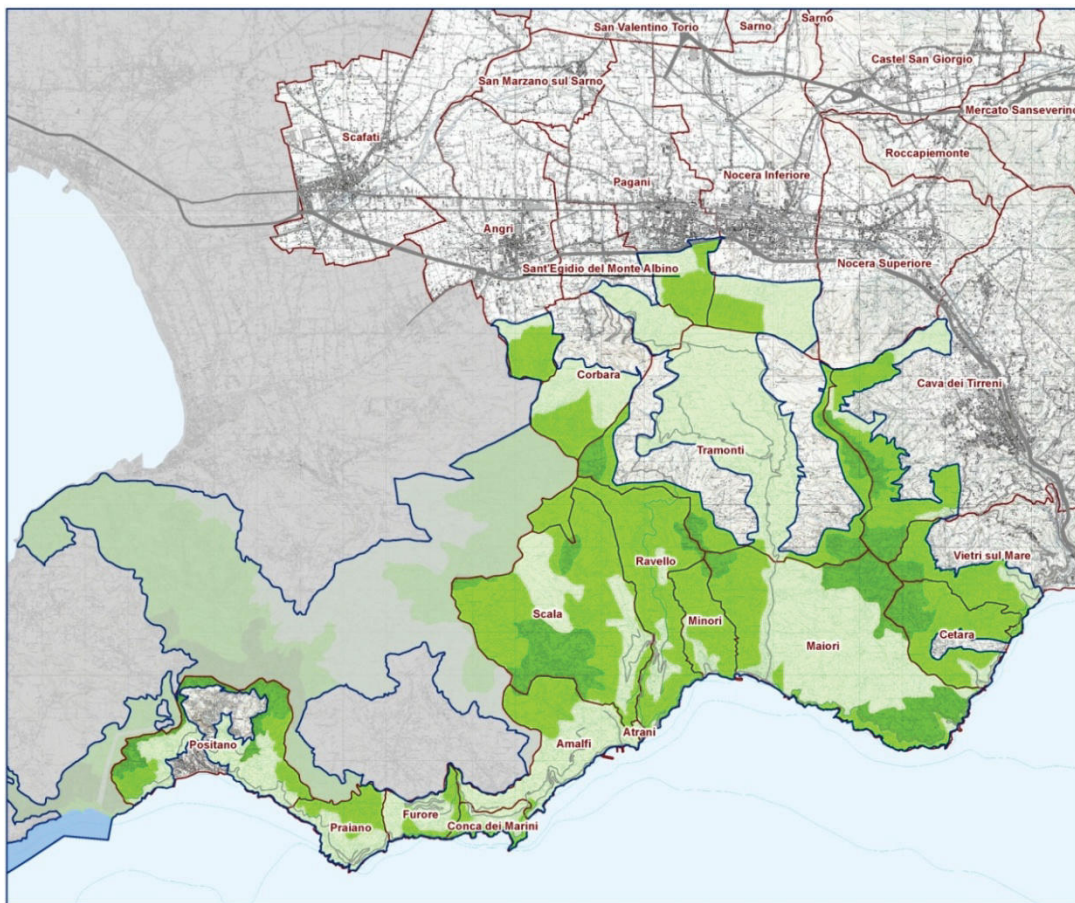 Sarno
San Valentino Torio
Sarno
Castel San Giorgio
San Marzano sul Sarno
Mercato Sanseverino
Scafati
Roccapiemonte
Nocera Inferiore
Pagani
Angri
Nocera Superiore
Sant'Egidio del Monte Albino
Corbara
Cava dei Tirreni
Tramonti
Vietri sul Mare
Ravello
Scala
Minori
Cetara
Maiori
Atrani
Positano
Amalfi
Furore
Praiano
Conca dei Marini